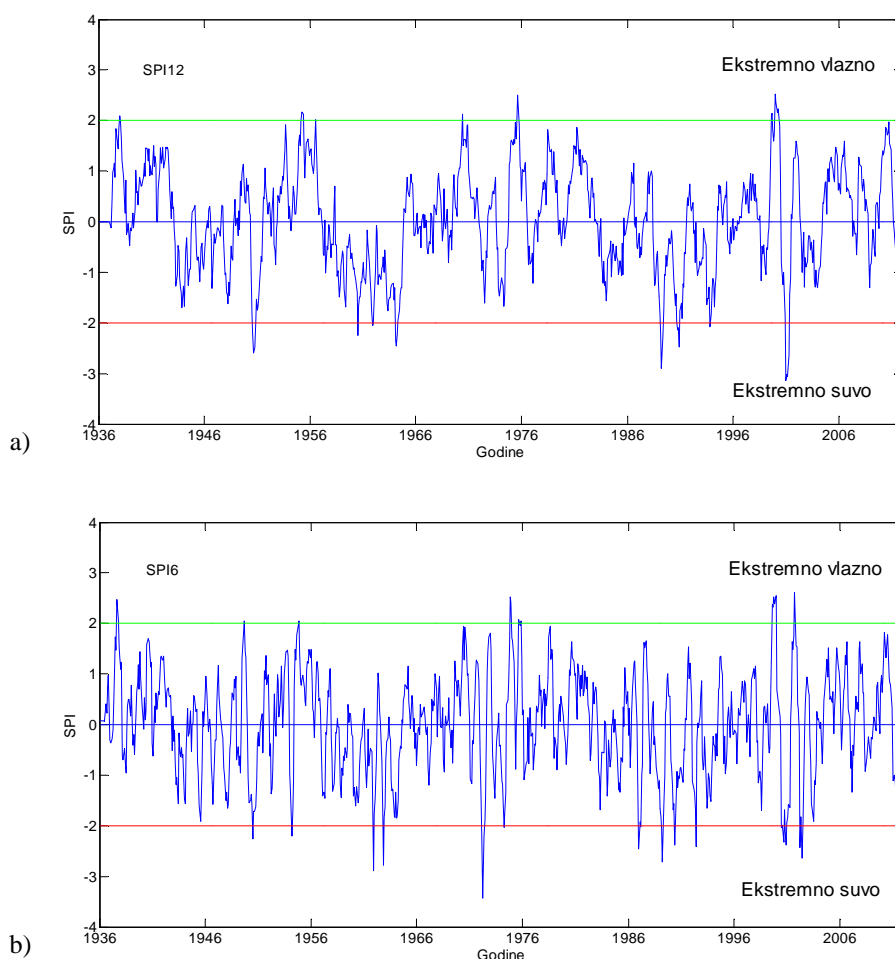 4
Ekstremno vlazno
3
SPI12
2
1
SPI
0
-1
-2
-3
Ekstremno suvo
-4
a)
1936 1946 1956 1966 1976 1986 1996 2006
Godine
4
Ekstremno vlazno
3
SPI6
2
1
SPI
0
-1
-2
-3
Ekstremno suvo
-4
b)
1936 1946 1956 1966 1976 1986 1996 2006
Godine